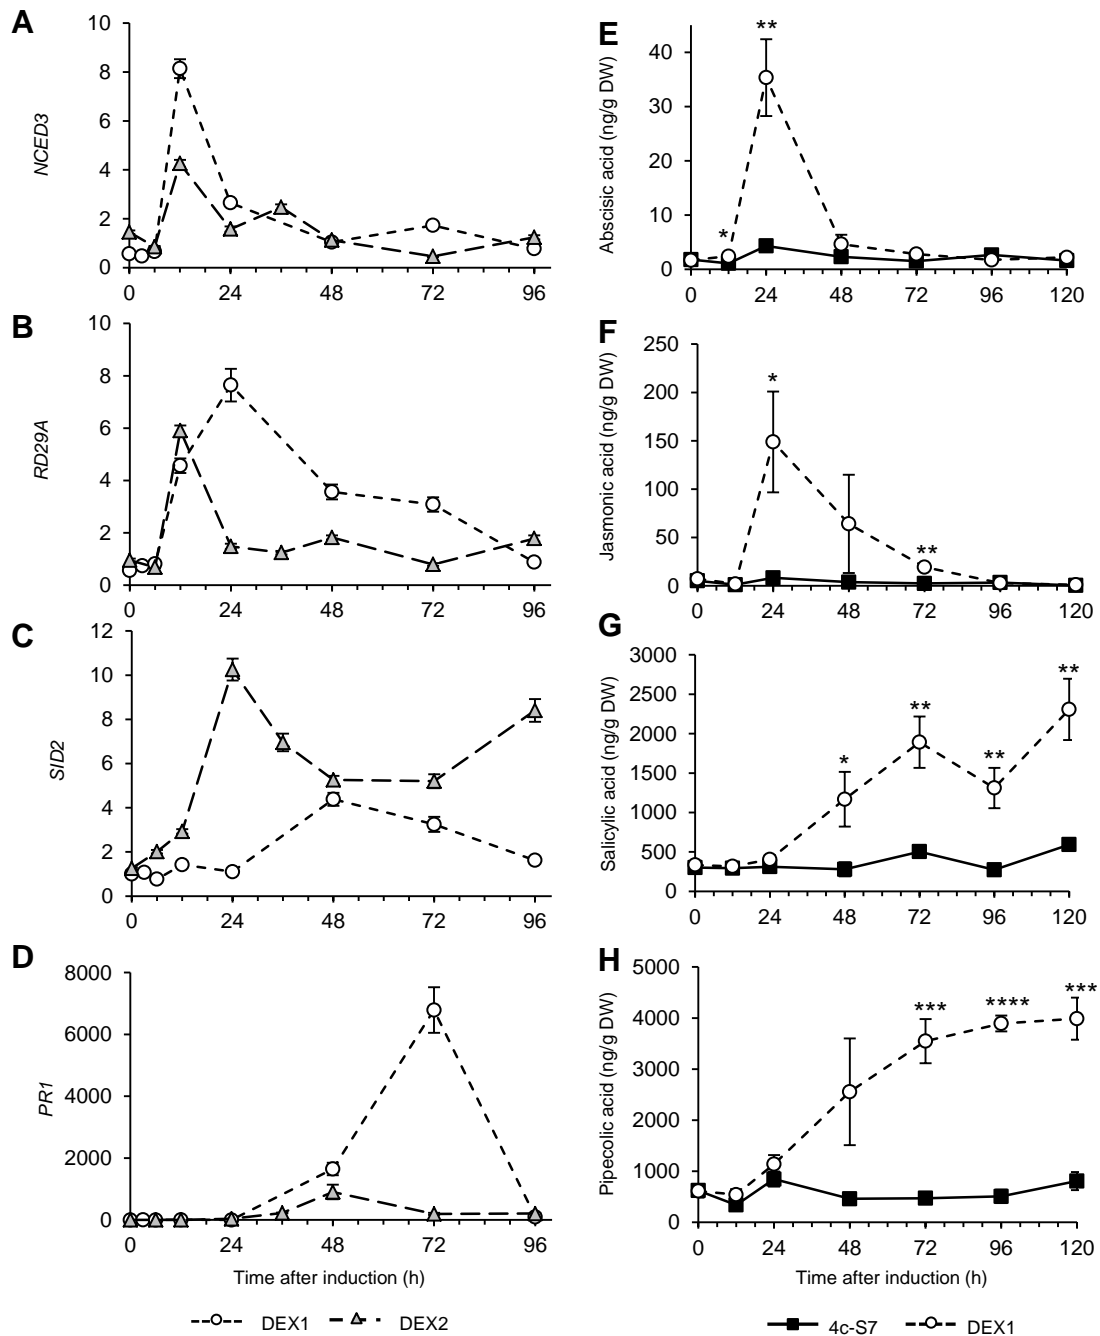 A
NCED3
10
8
6
4
2
0
0 24 48 72 96
B
RD29A
10
8
6
4
2
0
0 24 48 72 96
C
SID2
12
10
8
6
4
2
0
0 24 48 72 96
D
PR1
8000
6000
4000
2000
0
0 24 48 72 96
Time after induction (h)
DEX1 DEX2
E
Abscisic acid (ng/g DW)
40
30
20
10
0
* **
0 24 48 72 96 120
F
Jasmonic acid (ng/g DW)
250
200
150
100
50
0
* **
0 24 48 72 96 120
G
Salicylic acid (ng/g DW)
3000
2500
2000
1500
1000
500
0
* ** ** **
0 24 48 72 96 120
H
Pipecolic acid (ng/g DW)
5000
4000
3000
2000
1000
0
*** **** ***
0 24 48 72 96 120
Time after induction (h)
4c-S7 DEX1